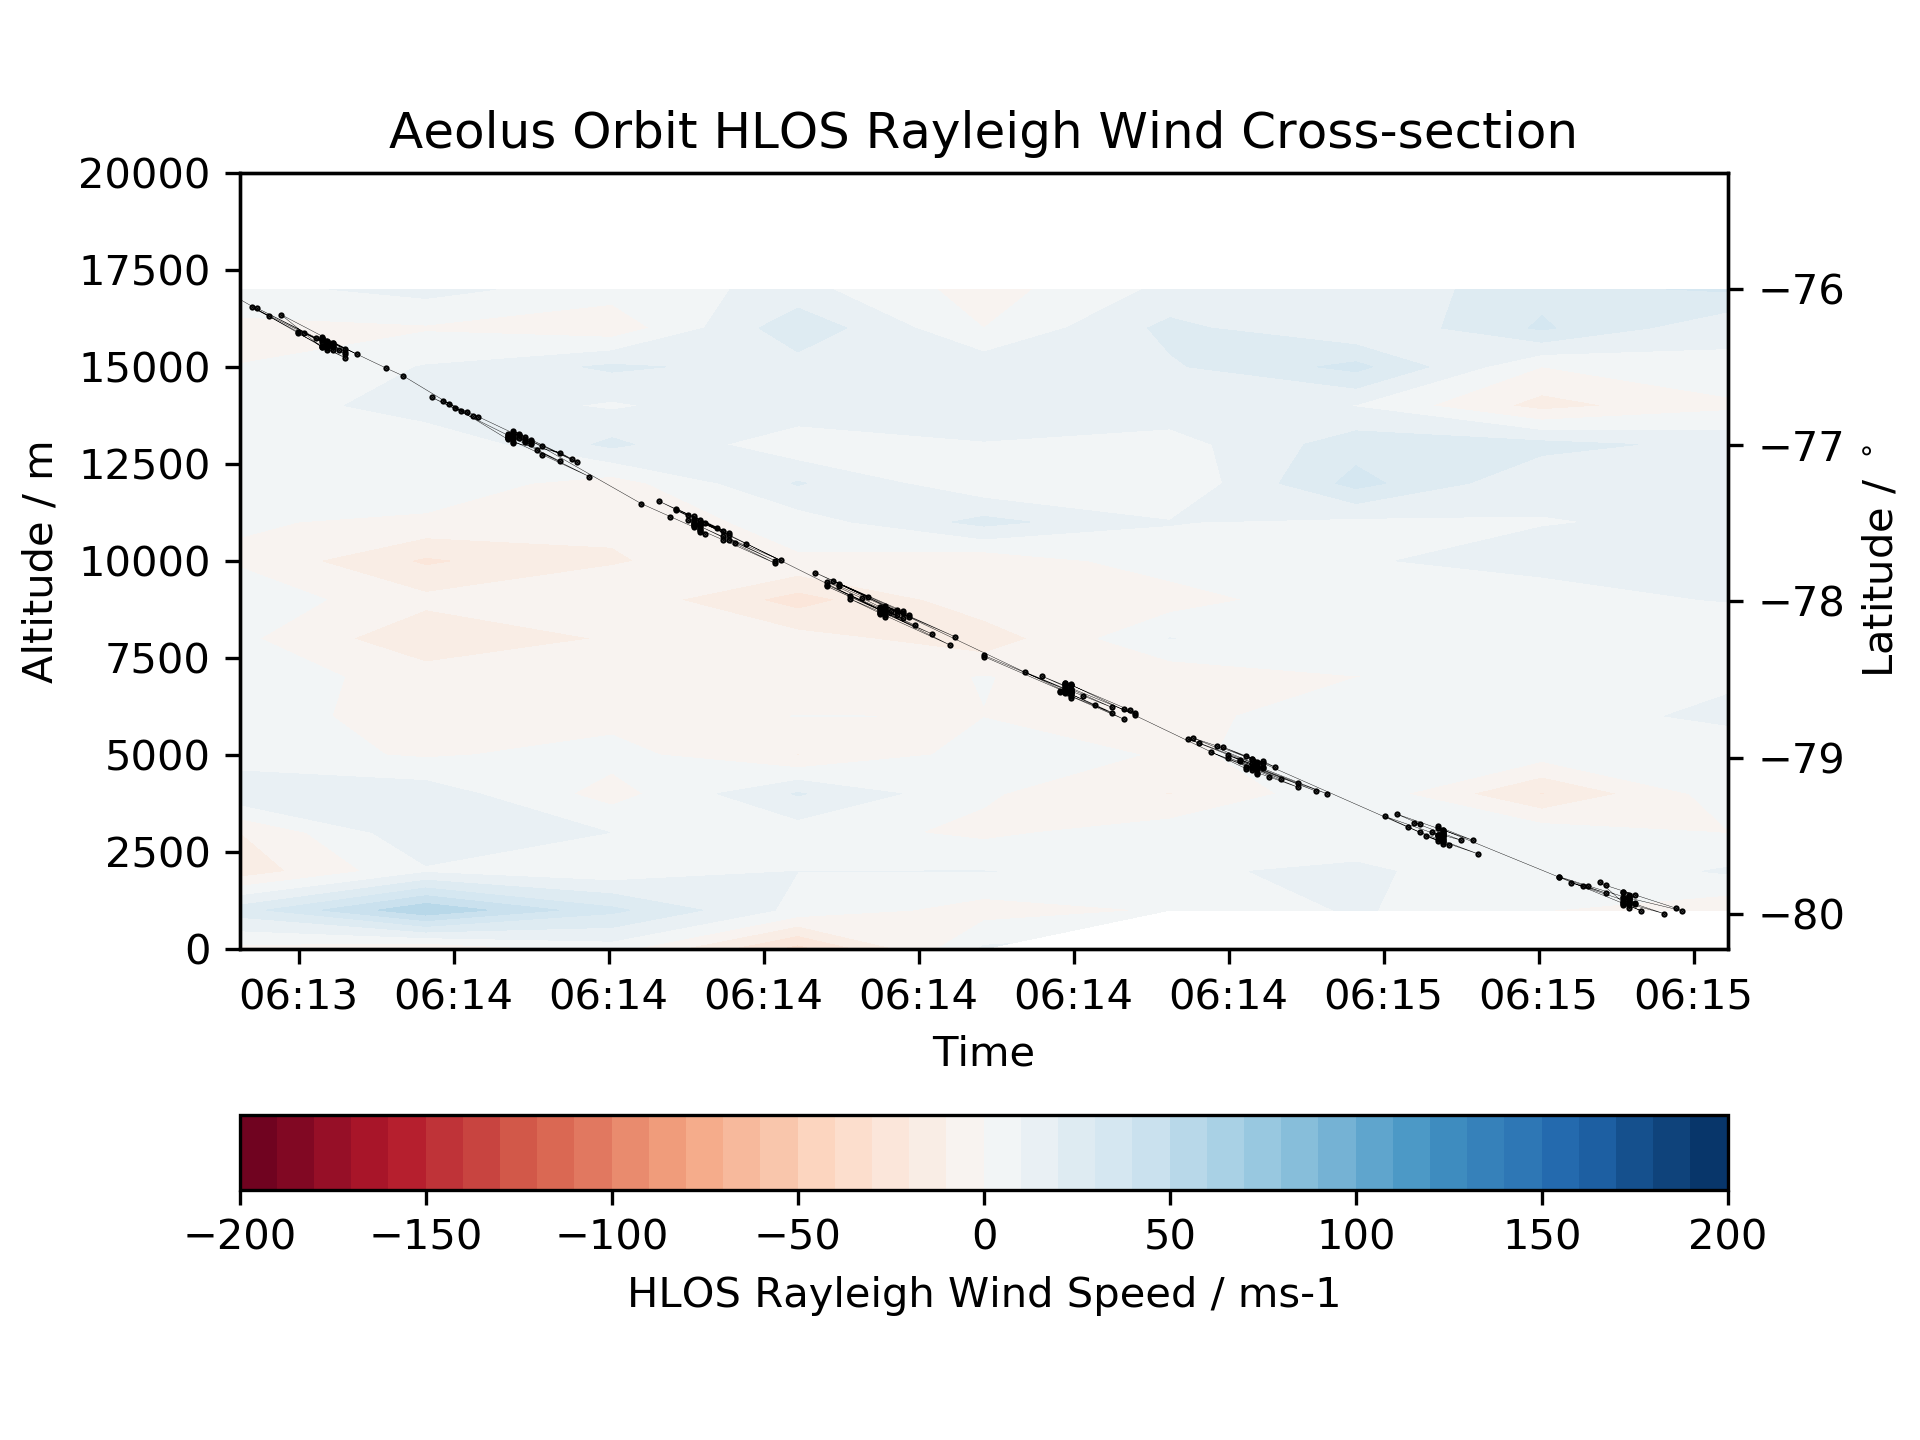 Aeolus Orbit HLOS Rayleigh Wind Cross-section
20000
17500
15000
12500
10000
7500
5000
2500
0
Altitude / m
−76
−77
−78
−79
−80
Latitude / °
06:13 06:14 06:14 06:14 06:14 06:14 06:14 06:15 06:15 06:15
Time
−200 −150 −100 −50 0 50 100 150 200
HLOS Rayleigh Wind Speed / ms-1